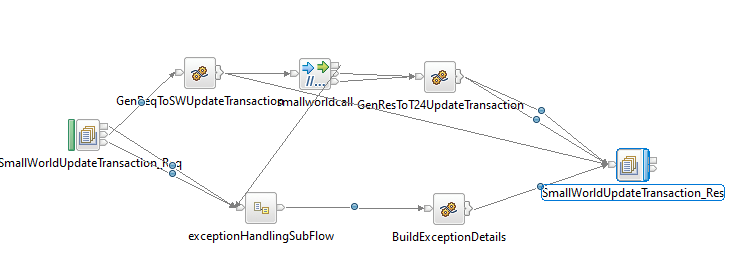 GenReqToSWUpdateTransaction
smallworldcall
GenResToT24UpdateTransaction
SmallWorldUpdateTransaction_Req
SmallWorldUpdateTransaction_Res
exceptionHandlingSubFlow
BuildExceptionDetails